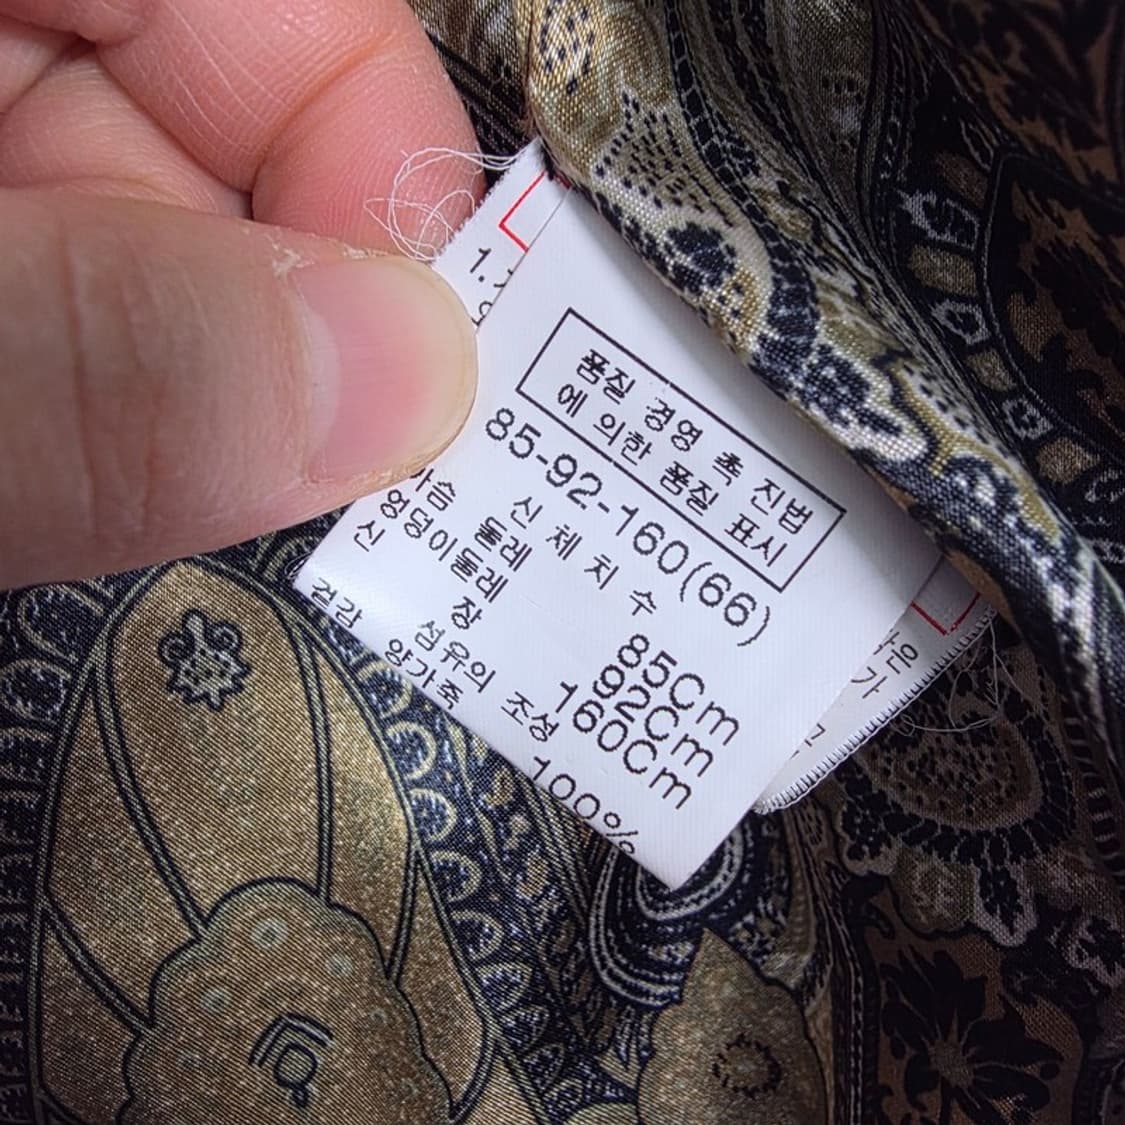 품질 경영 촉 진법
에 의한 품질 표시
85-92-160(66)
신 체 치 수
가슴 둘레 85Cm
엉덩이둘레 92Cm
신 장 160Cm
섬유의 조성
겉감 양가죽 100%
1.